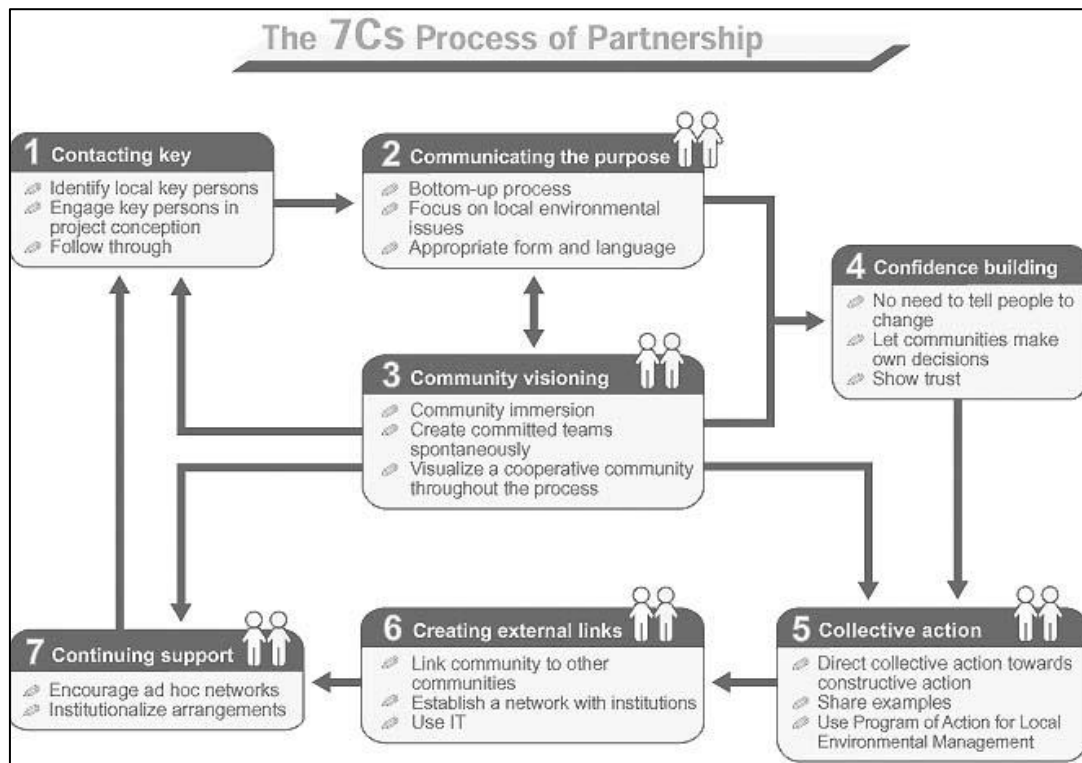 The 7Cs Process of Partnership
1 Contacting key
Identify local key persons
Engage key persons in
project conception
Follow through
2 Communicating the purpose
Bottom-up process
Focus on local environmental
issues
Appropriate form and language
3 Community visioning
Community immersion
Create committed teams
spontaneously
Visualize a cooperative community
throughout the process
4 Confidence building
No need to tell people to
change
Let communities make
own decisions
Show trust
5 Collective action
Direct collective action towards
constructive action
Share examples
Use Program of Action for Local
Environmental Management
6 Creating external links
Link community to other
communities
Establish a network with institutions
Use IT
7 Continuing support
Encourage ad hoc networks
Institutionalize arrangements